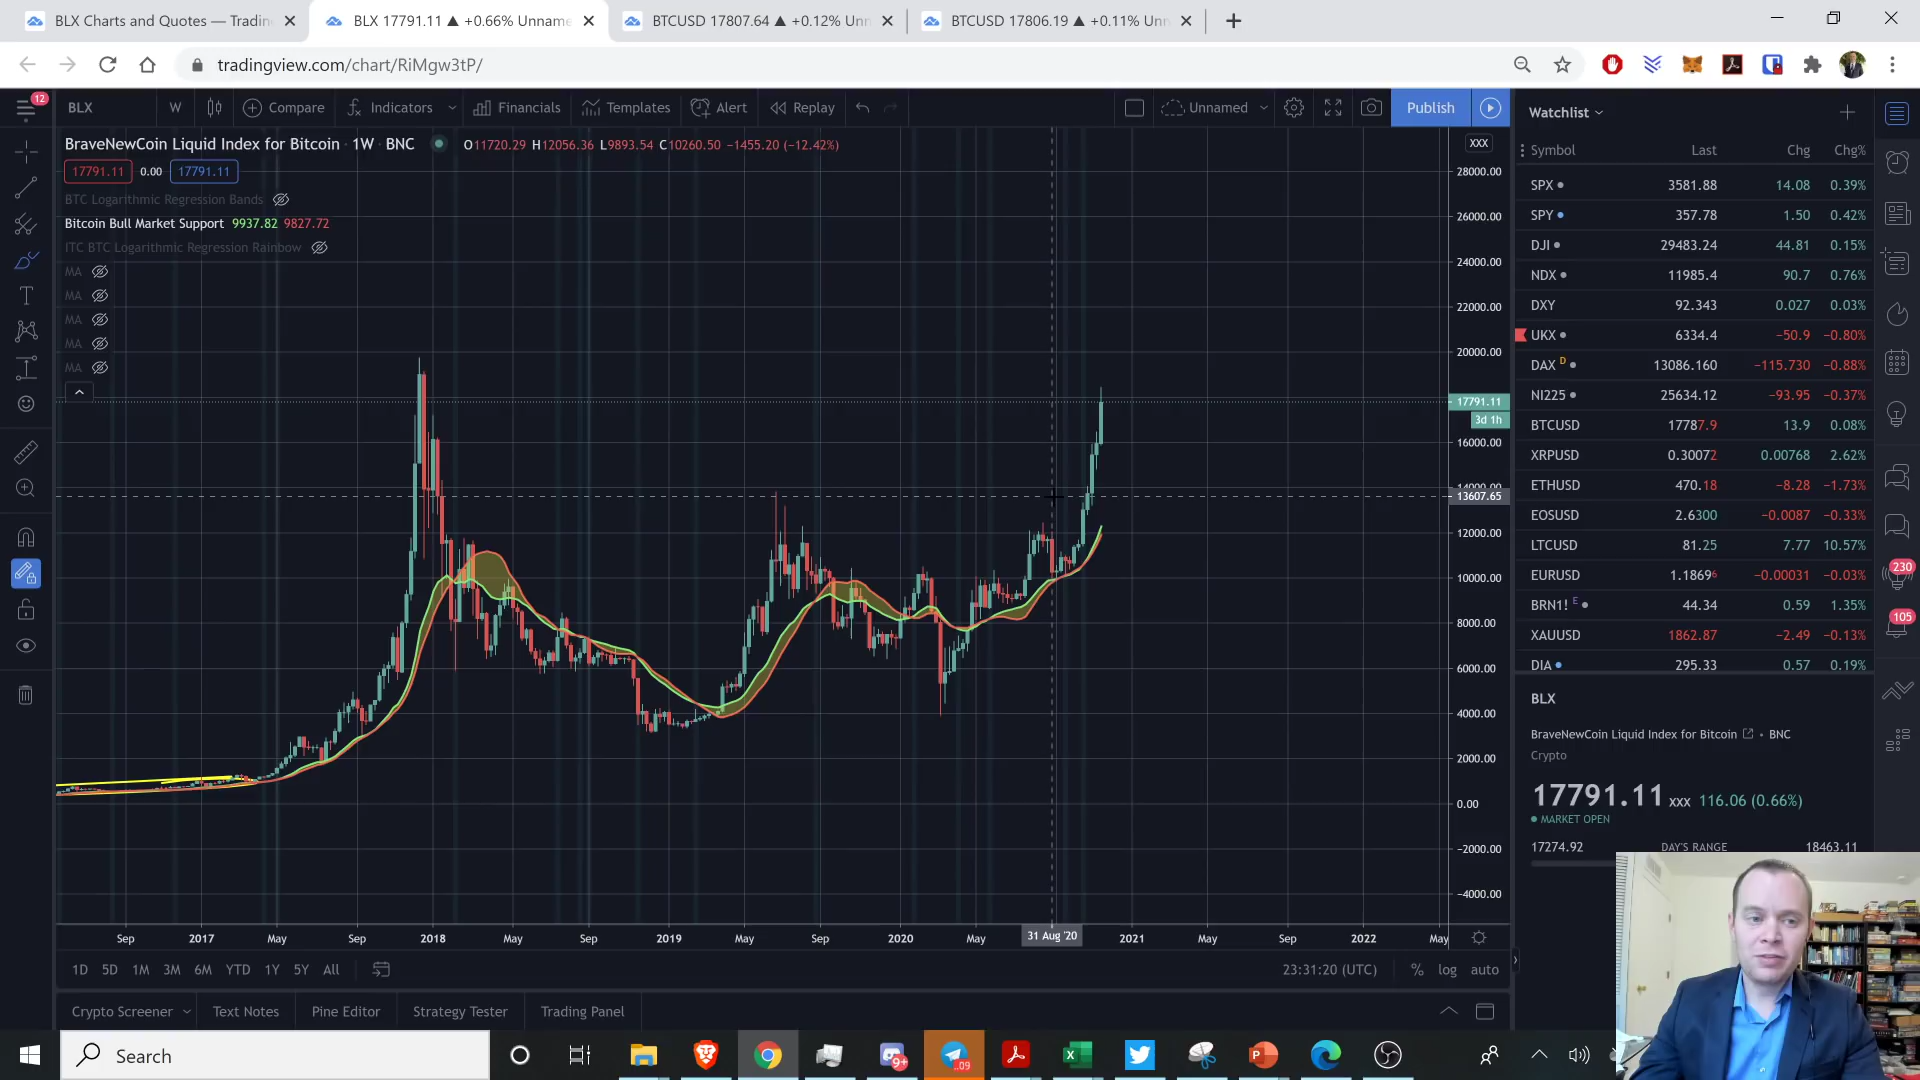 BLX Charts and Quotes — Trading
BLX 17791.11 ▲ +0.66% Unname
BTCUSD 17807.64 ▲ +0.12% Unn
BTCUSD 17806.19 ▲ +0.11% Unn
tradingview.com/chart/RiMgw3tP/
12
BLX W Compare Indicators Financials Templates Alert Replay Unnamed Publish
BraveNewCoin Liquid Index for Bitcoin · 1W · BNC O11720.29 H12056.36 L9893.54 C10260.50 −1455.20 (−12.42%)
17791.11 0.00 17791.11
BTC Logarithmic Regression Bands
Bitcoin Bull Market Support 9937.82 9827.72
ITC BTC Logarithmic Regression Rainbow
MA
MA
MA
MA
MA
XXX
28000.00
26000.00
24000.00
22000.00
20000.00
17791.11
3d 1h
16000.00
14000.00
13607.65
12000.00
10000.00
8000.00
6000.00
4000.00
2000.00
0.00
−2000.00
−4000.00
Sep 2017 May Sep 2018 May Sep 2019 May Sep 2020 May 31 Aug '20 2021 May Sep 2022 May
1D 5D 1M 3M 6M YTD 1Y 5Y All 23:31:20 (UTC) % log auto
Crypto Screener Text Notes Pine Editor Strategy Tester Trading Panel
Watchlist
Symbol Last Chg Chg%
SPX 3581.88 14.08 0.39%
SPY 357.78 1.50 0.42%
DJI 29483.24 44.81 0.15%
NDX 11985.4 90.7 0.76%
DXY 92.343 0.027 0.03%
UKX 6334.4 −50.9 −0.80%
DAX D 13086.160 −115.730 −0.88%
NI225 25634.12 −93.95 −0.37%
BTCUSD 17787.9 13.9 0.08%
XRPUSD 0.30072 0.00768 2.62%
ETHUSD 470.18 −8.28 −1.73%
EOSUSD 2.6300 −0.0087 −0.33%
LTCUSD 81.25 7.77 10.57%
EURUSD 1.18696 −0.00031 −0.03%
BRN1! E 44.34 0.59 1.35%
XAUUSD 1862.87 −2.49 −0.13%
DIA 295.33 0.57 0.19%
230
105
BLX
BraveNewCoin Liquid Index for Bitcoin · BNC
Crypto
17791.11 XXX 116.06 (0.66%)
MARKET OPEN
17274.92 DAY'S RANGE 18463.11
Search
9+
..09